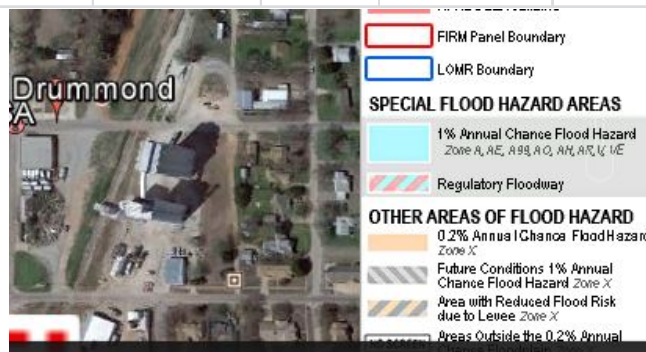 Drummond
FIRM Panel Boundary
LOMR Boundary
SPECIAL FLOOD HAZARD AREAS
1% Annual Chance Flood Hazard
Zone A, AE, A99, AO, AH, AR, V, VE
Regulatory Floodway
OTHER AREAS OF FLOOD HAZARD
0.2% Annual Chance Flood Hazard
Zone X
Future Conditions 1% Annual
Chance Flood Hazard Zone X
Area with Reduced Flood Risk
due to Levee Zone X
Areas Outside the 0.2% Annual